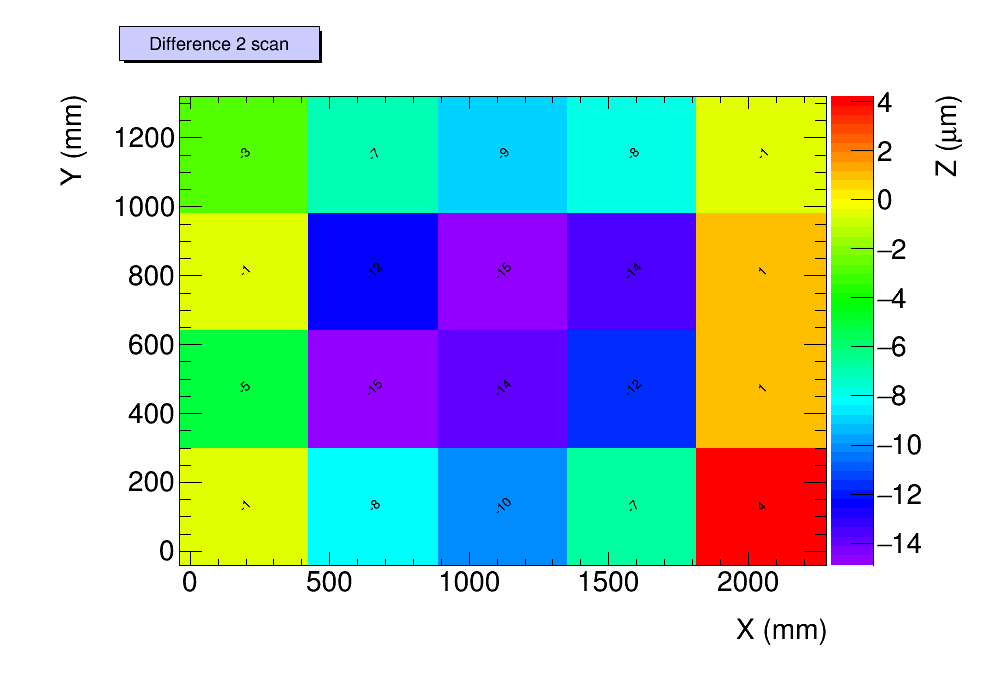 Difference 2 scan
Y (mm)
Z (μm)
1200
1000
800
600
400
200
0
-3 -7 -9 -8 -1
-1 -12 -15 -14 1
-5 -15 -14 -12 1
-1 -8 -10 -7 4
4
2
0
−2
−4
−6
−8
−10
−12
−14
0 500 1000 1500 2000
X (mm)